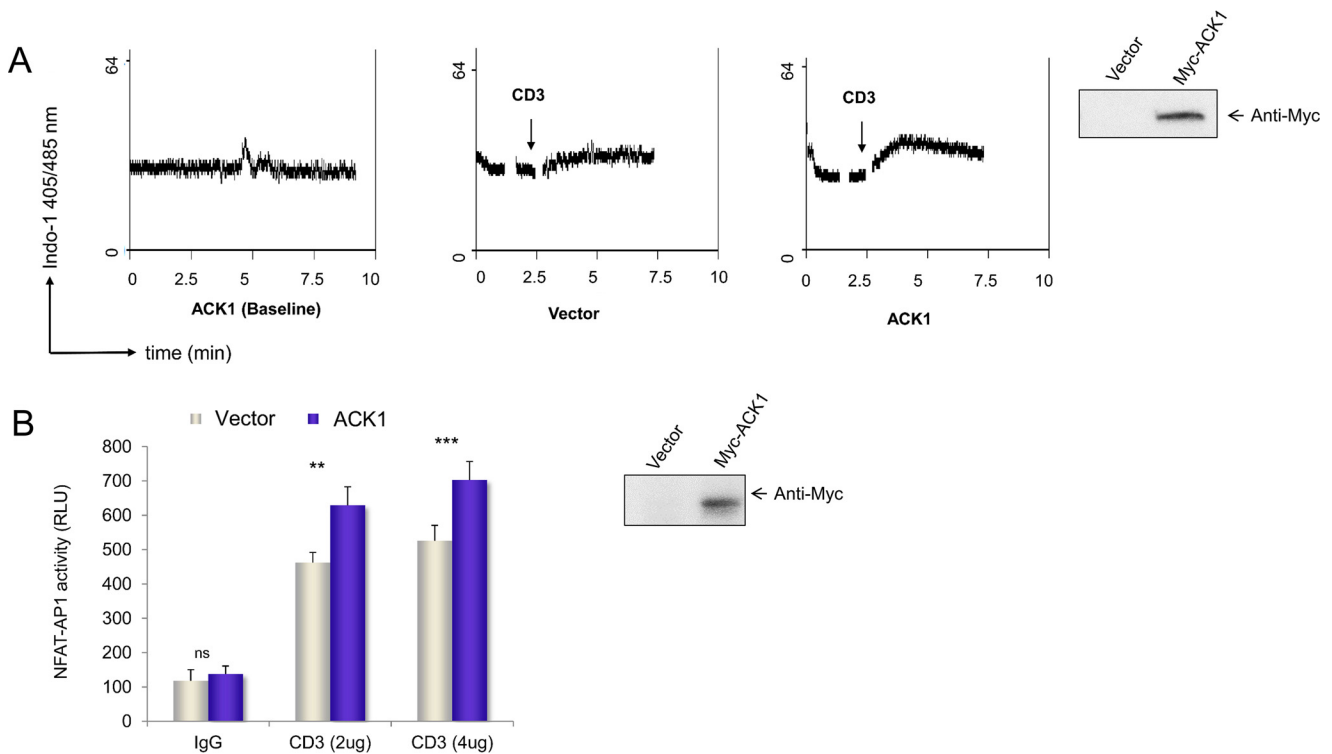 A
Indo-1 405/485 nm
time (min)
64
0
0 2.5 5 7.5 10
ACK1 (Baseline)
64
CD3
0
0 2.5 5 7.5 10
Vector
64
CD3
0
0 2.5 5 7.5 10
ACK1
Vector
Myc-ACK1
Anti-Myc
B
Vector ACK1
NFAT-AP1 activity (RLU)
800
700
600
500
400
300
200
100
0
ns
**
***
IgG CD3 (2ug) CD3 (4ug)
Vector
Myc-ACK1
Anti-Myc